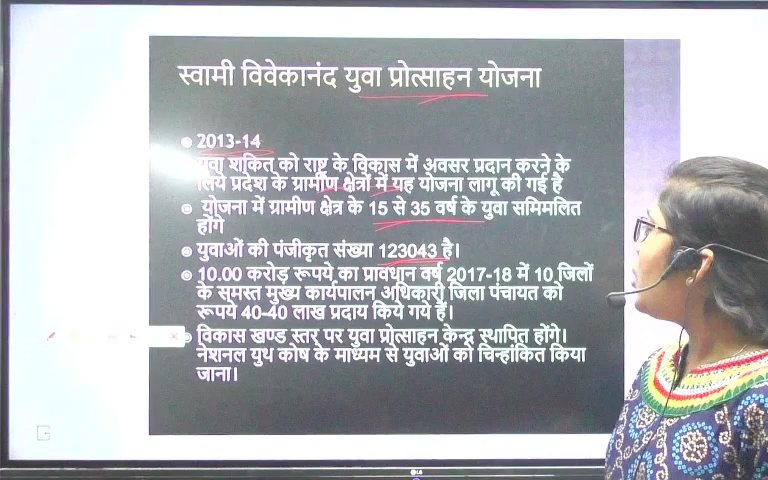 स्वामी विवेकानंद युवा प्रोत्साहन योजना
2013-14
युवा शकित को राष्ट्र के विकास में अवसर प्रदान करने के
लिये प्रदेश के ग्रामीण क्षेत्रों में यह योजना लागू की गई है
योजना में ग्रामीण क्षेत्र के 15 से 35 वर्ष के युवा समिमलित
होंगे
युवाओं की पंजीकृत संख्या 123043 है।
10.00 करोड़ रूपये का प्रावधान वर्ष 2017-18 में 10 जिलों
के समस्त मुख्य कार्यपालन अधिकारी जिला पंचायत को
रूपये 40-40 लाख प्रदाय किये गये हैं।
विकास खण्ड स्तर पर युवा प्रोत्साहन केन्द्र स्थापित होंगे।
नेशनल युथ कोष के माध्यम से युवाओं को चिन्हांकित किया
जाना।
LG